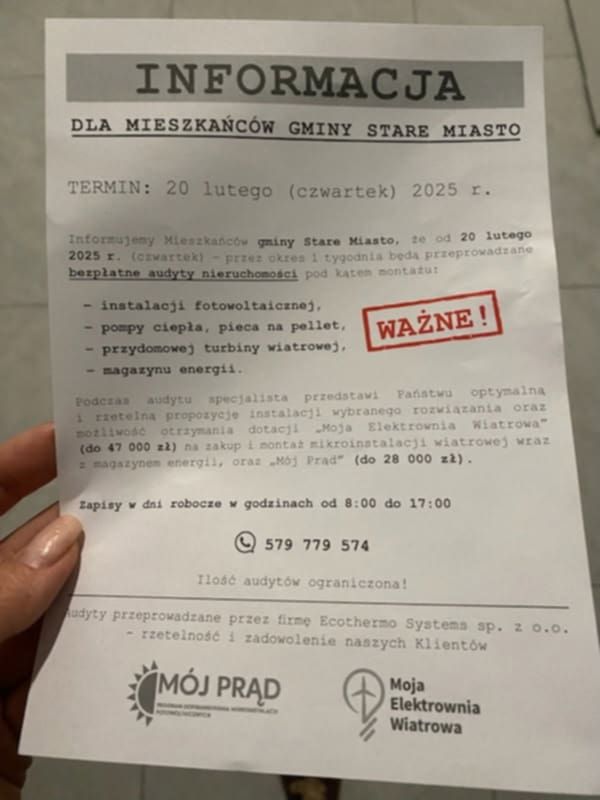 INFORMACJA
DLA MIESZKAŃCÓW GMINY STARE MIASTO
TERMIN: 20 lutego (czwartek) 2025 r.
Informujemy Mieszkańców gminy Stare Miasto, że od 20 lutego
2025 r. (czwartek) – przez okres 1 tygodnia będą przeprowadzane
bezpłatne audyty nieruchomości pod kątem montażu:
– instalacji fotowoltaicznej,
– pompy ciepła, pieca na pellet,
– przydomowej turbiny wiatrowej,
– magazynu energii.
WAŻNE!
Podczas audytu specjalista przedstawi Państwu optymalną
i rzetelną propozycję instalacji wybranego rozwiązania oraz
możliwość otrzymania dotacji „Moja Elektrownia Wiatrowa”
(do 47 000 zł) na zakup i montaż mikroinstalacji wiatrowej wraz
z magazynem energii, oraz „Mój Prąd” (do 28 000 zł).
Zapisy w dni robocze w godzinach od 8:00 do 17:00
579 779 574
Ilość audytów ograniczona!
Audyty przeprowadzane przez firmę Ecothermo Systems sp. z o.o.
– rzetelność i zadowolenie naszych Klientów
MÓJ PRĄD
PROGRAM DOFINANSOWANIA MIKROINSTALACJI
FOTOWOLTAICZNYCH
Moja
Elektrownia
Wiatrowa